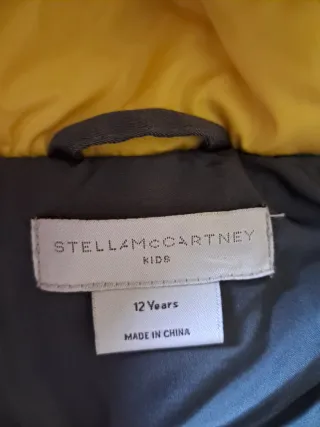 STELLAMcCARTNEY
KIDS
12 Years
MADE IN CHINA